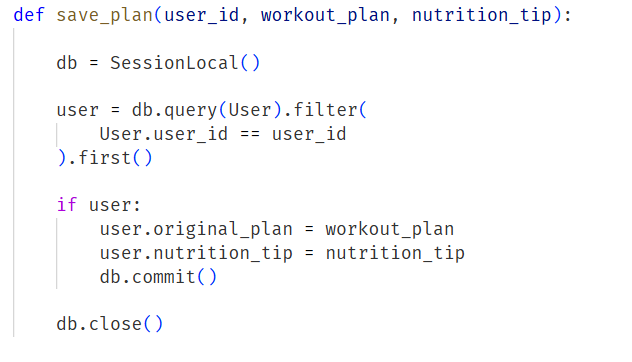 def save_plan(user_id, workout_plan, nutrition_tip):
    db = SessionLocal()
    user = db.query(User).filter(
        User.user_id == user_id
    ).first()
    if user:
        user.original_plan = workout_plan
        user.nutrition_tip = nutrition_tip
        db.commit()
    db.close()